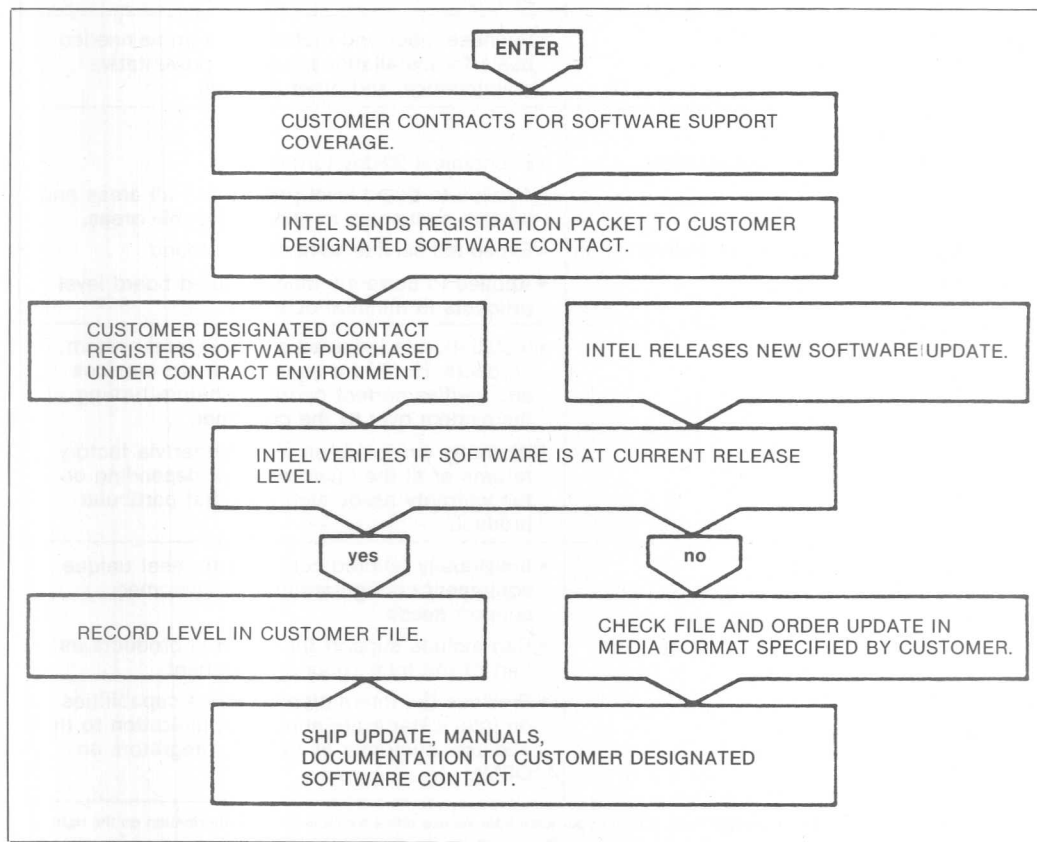 ENTER
CUSTOMER CONTRACTS FOR SOFTWARE SUPPORT
COVERAGE.
INTEL SENDS REGISTRATION PACKET TO CUSTOMER
DESIGNATED SOFTWARE CONTACT.
CUSTOMER DESIGNATED CONTACT
REGISTERS SOFTWARE PURCHASED
UNDER CONTRACT ENVIRONMENT.
INTEL RELEASES NEW SOFTWARE UPDATE.
INTEL VERIFIES IF SOFTWARE IS AT CURRENT RELEASE
LEVEL.
yes
no
RECORD LEVEL IN CUSTOMER FILE.
CHECK FILE AND ORDER UPDATE IN
MEDIA FORMAT SPECIFIED BY CUSTOMER.
SHIP UPDATE, MANUALS,
DOCUMENTATION TO CUSTOMER DESIGNATED
SOFTWARE CONTACT.